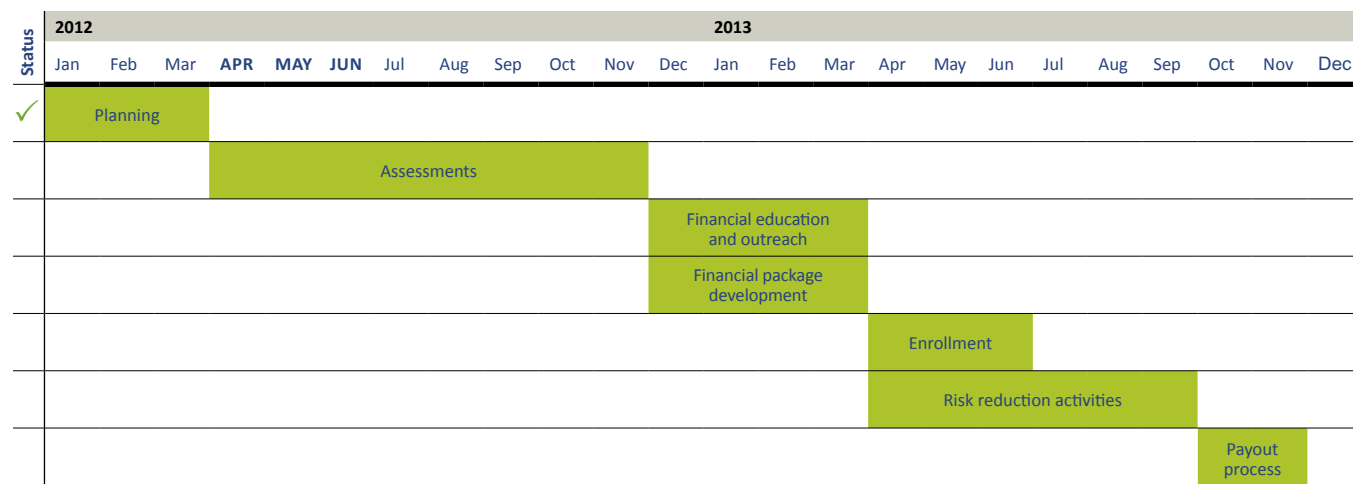 Status
2012 2013
Jan Feb Mar APR MAY JUN Jul Aug Sep Oct Nov Dec Jan Feb Mar Apr May Jun Jul Aug Sep Oct Nov Dec
✓ Planning
Assessments
Financial education
and outreach
Financial package
development
Enrollment
Risk reduction activities
Payout
process